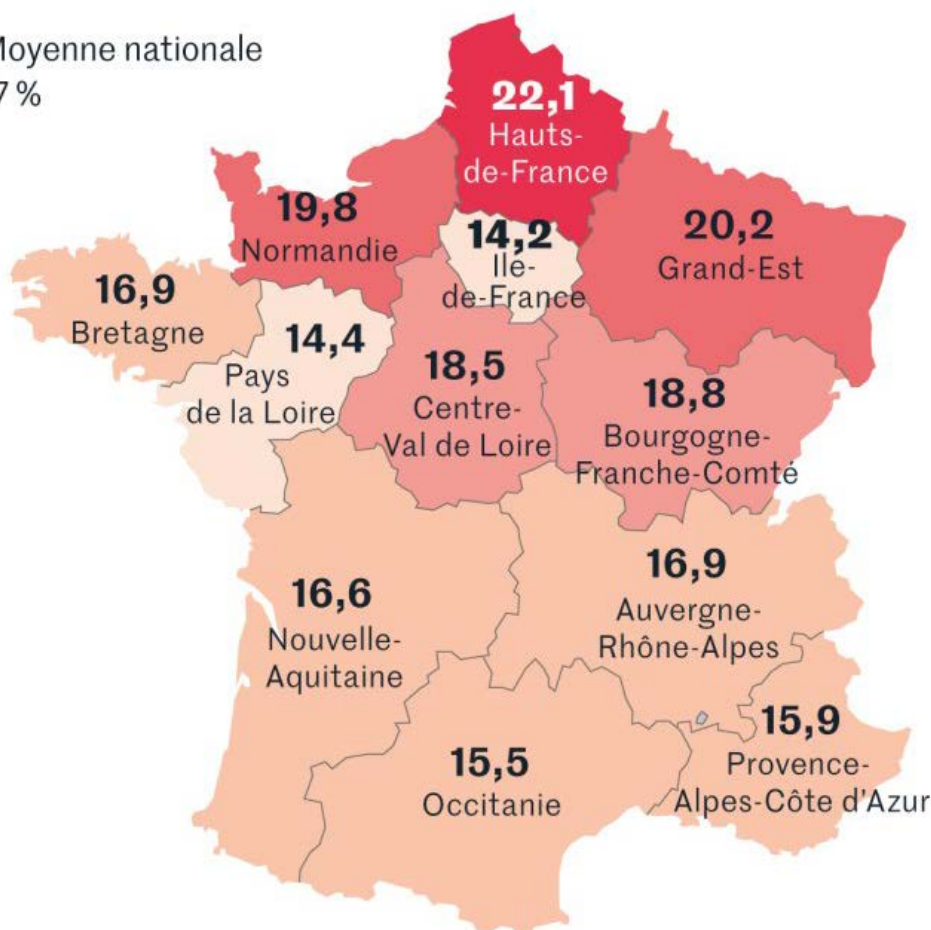 Moyenne nationale
7 %
22,1
Hauts-
de-France
19,8
Normandie
14,2
Ile-
de-France
20,2
Grand-Est
16,9
Bretagne
14,4
Pays
de la Loire
18,5
Centre-
Val de Loire
18,8
Bourgogne-
Franche-Comté
16,6
Nouvelle-
Aquitaine
16,9
Auvergne-
Rhône-Alpes
15,5
Occitanie
15,9
Provence-
Alpes-Côte d'Azur